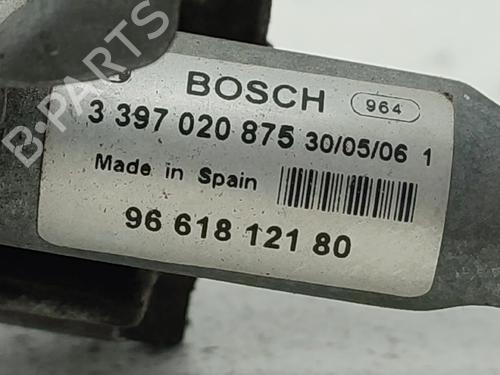 B-PARTS
BOSCH 964
3 397 020 875 30/05/06 1
Made in Spain
96 618 121 80